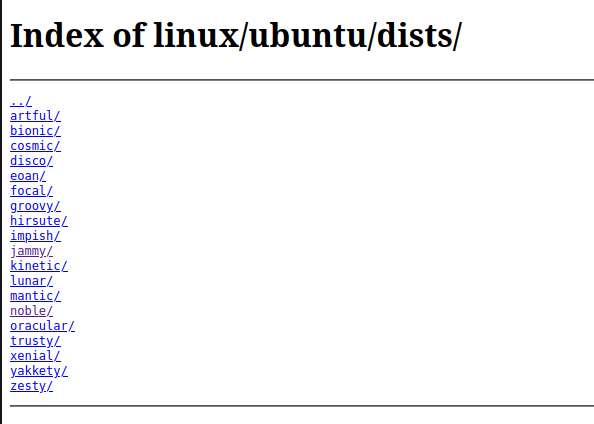 Index of linux/ubuntu/dists/
../
artful/
bionic/
cosmic/
disco/
eoan/
focal/
groovy/
hirsute/
impish/
jammy/
kinetic/
lunar/
mantic/
noble/
oracular/
trusty/
xenial/
yakkety/
zesty/